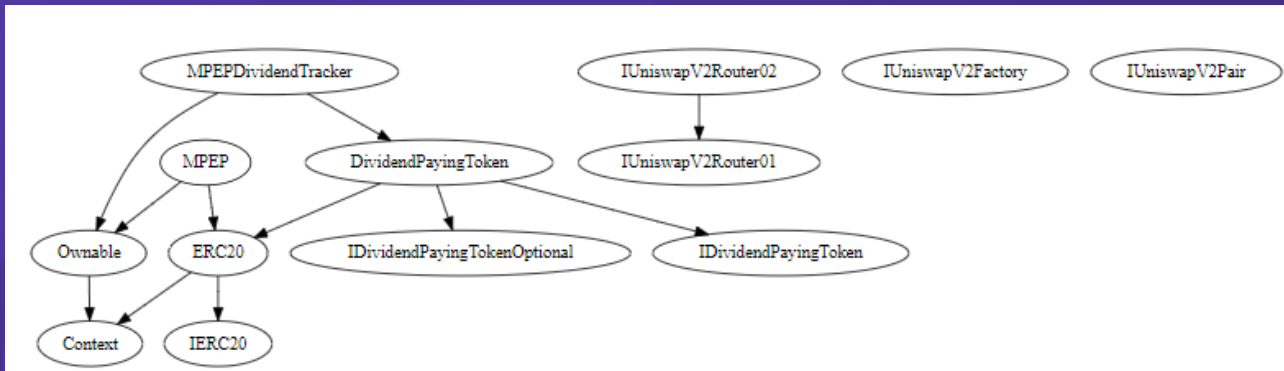 MPEPDividendTracker
IUniswapV2Router02
IUniswapV2Factory
IUniswapV2Pair
MPEP
DividendPayingToken
IUniswapV2Router01
Ownable
ERC20
IDividendPayingTokenOptional
IDividendPayingToken
Context
IERC20